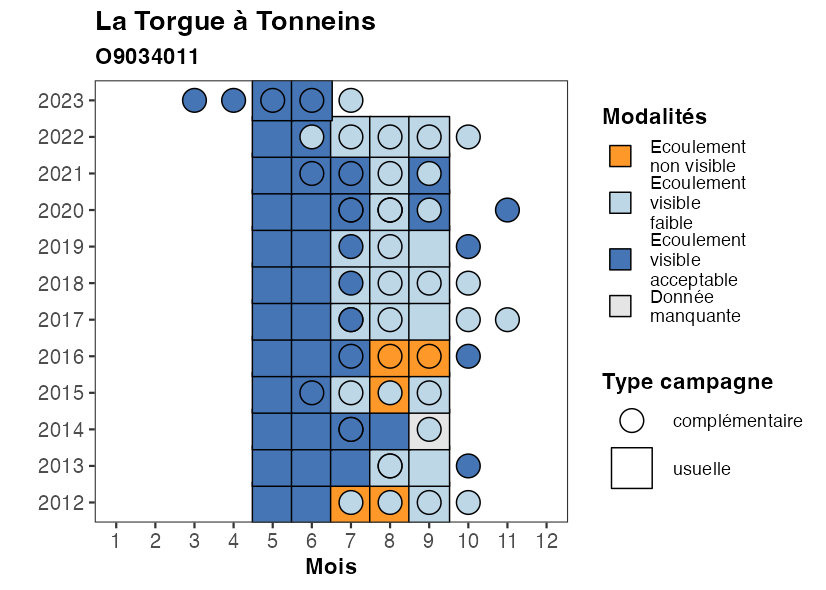 La Torgue à Tonneins
O9034011
2023
2022
2021
2020
2019
2018
2017
2016
2015
2014
2013
2012
1 2 3 4 5 6 7 8 9 10 11 12
Mois
Modalités
Ecoulement
non visible
Ecoulement
visible
faible
Ecoulement
visible
acceptable
Donnée
manquante
Type campagne
complémentaire
usuelle